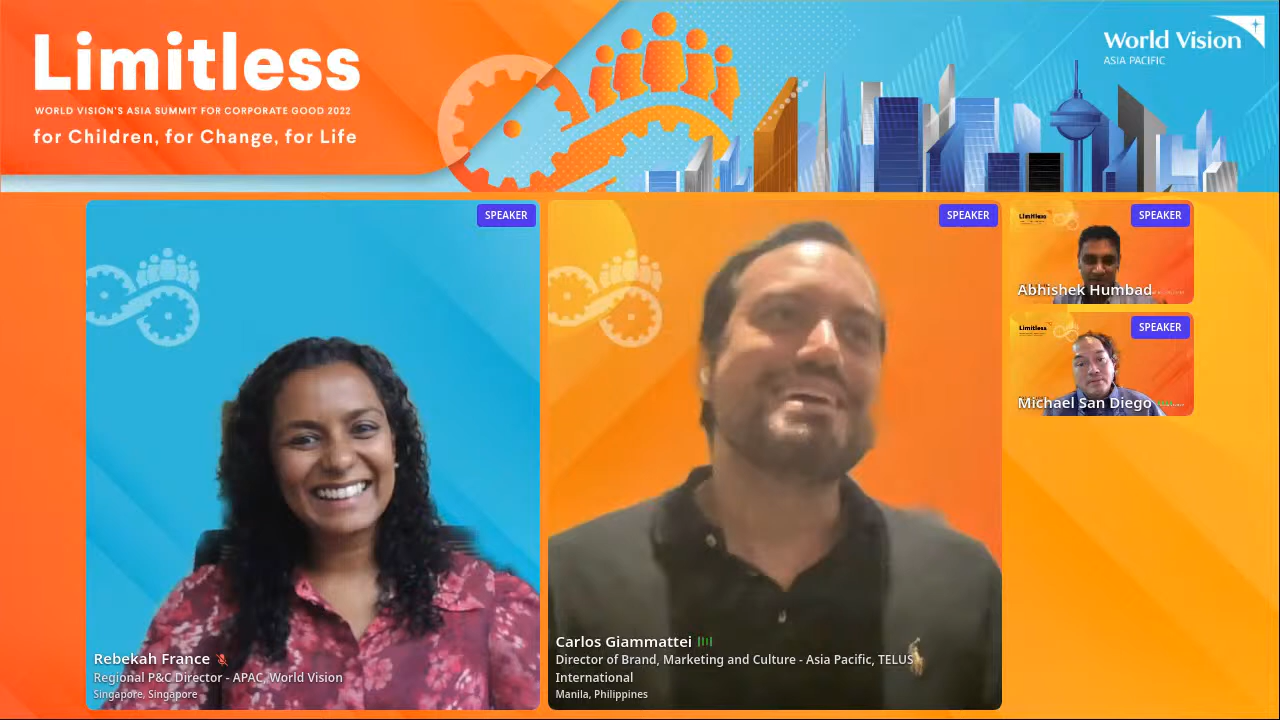 Limitless
WORLD VISION'S ASIA SUMMIT FOR CORPORATE GOOD 2022
for Children, for Change, for Life
World Vision
ASIA PACIFIC
SPEAKER
Rebekah France
Regional P&C Director - APAC, World Vision
Singapore, Singapore
SPEAKER
Carlos Giammattei
Director of Brand, Marketing and Culture - Asia Pacific, TELUS
International
Manila, Philippines
Limitless
SPEAKER
Abhishek Humbad
Limitless
SPEAKER
Michael San Diego